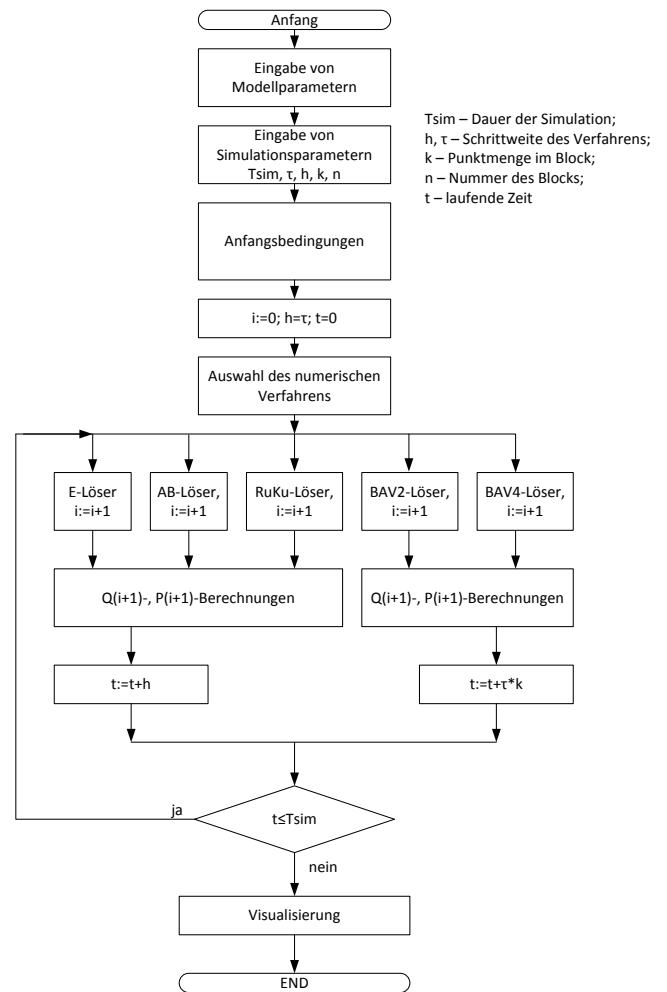 Anfang
Eingabe von
Modellparametern
Eingabe von
Simulationsparametern
Tsim, τ, h, k, n
Tsim – Dauer der Simulation;
h, τ – Schrittweite des Verfahrens;
k – Punktmenge im Block;
n – Nummer des Blocks;
t – laufende Zeit
Anfangsbedingungen
i:=0; h=τ; t=0
Auswahl des numerischen
Verfahrens
E-Löser
i:=i+1
AB-Löser,
i:=i+1
RuKu-Löser,
i:=i+1
BAV2-Löser,
i:=i+1
BAV4-Löser,
i:=i+1
Q(i+1)-, P(i+1)-Berechnungen
Q(i+1)-, P(i+1)-Berechnungen
t:=t+h
t:=t+τ*k
ja
t≤Tsim
nein
Visualisierung
END